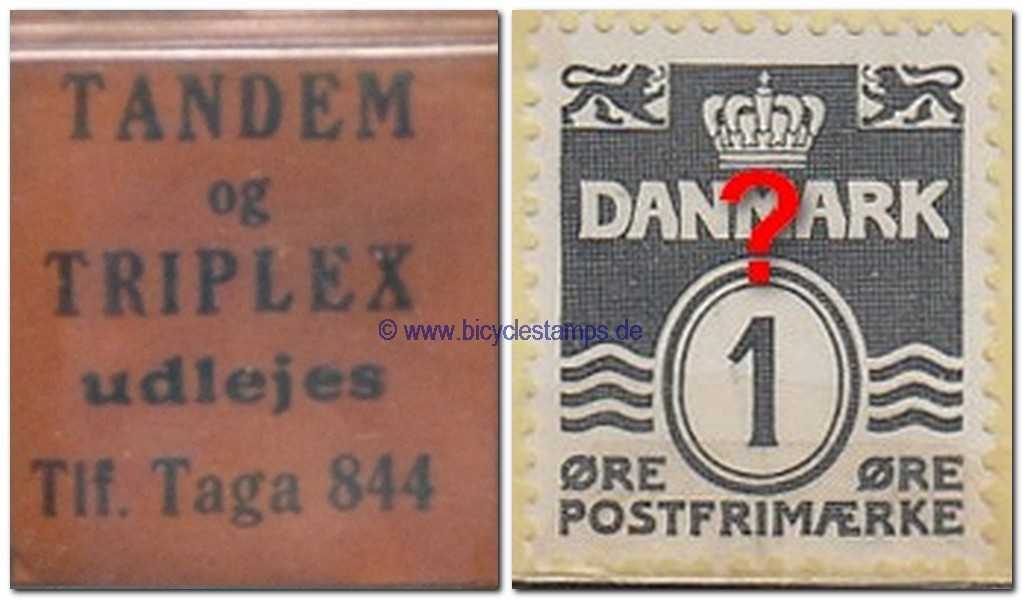 TANDEM
og
TRIPLEX
udlejes
Tlf. Taga 844
© www.bicyclestamps.de
DANMARK
?
1
ØRE ØRE
POSTFRIMÆRKE